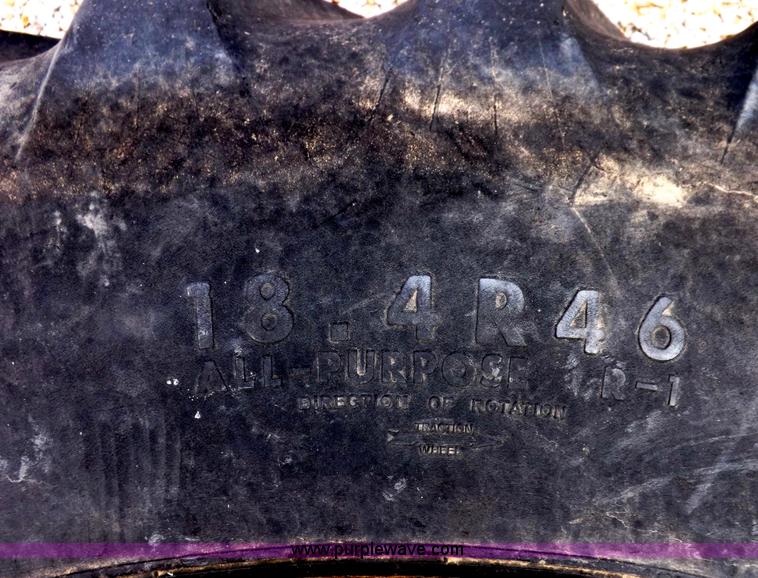 18.4R46
ALL-PURPOSE R-1
DIRECTION OF ROTATION
TRACTION
WHEEL
www.purplewave.com